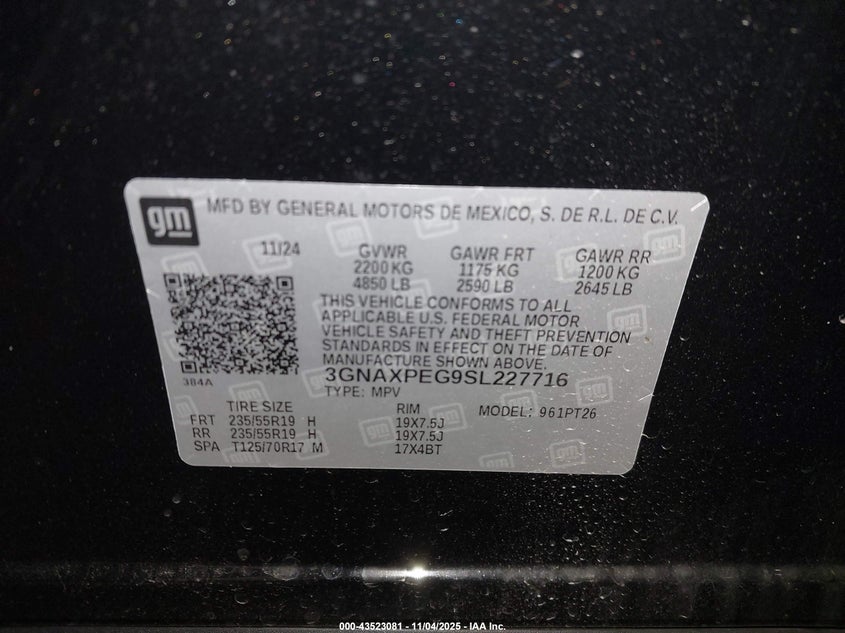 gm MFD BY GENERAL MOTORS DE MEXICO, S. DE R.L. DE C.V.
11/24 GVWR GAWR FRT GAWR RR
2200 KG 1175 KG 1200 KG
4850 LB 2590 LB 2645 LB
THIS VEHICLE CONFORMS TO ALL
APPLICABLE U.S. FEDERAL MOTOR
VEHICLE SAFETY AND THEFT PREVENTION
STANDARDS IN EFFECT ON THE DATE OF
MANUFACTURE SHOWN ABOVE.
384A 3GNAXPEG9SL227716
TYPE: MPV
TIRE SIZE RIM MODEL: 961PT26
FRT 235/55R19 H 19X7.5J
RR 235/55R19 H 19X7.5J
SPA T125/70R17 M 17X4BT
000-43523081 - 11/04/2025 - IAA Inc.